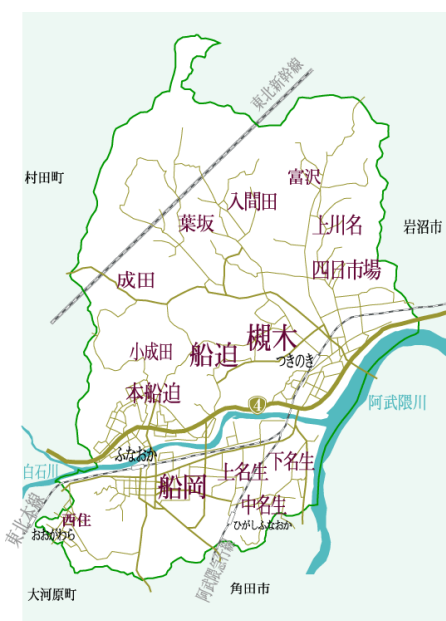 東北新幹線
村田町
富沢
入間田
葉坂
上川名
岩沼市
四日市場
成田
槻木
小成田
船迫
つきのき
本船迫
4
阿武隈川
ふなおか
白石川
上名生
下名生
船岡
中名生
西住
ひがしふなおか
東北本線
おおがわら
阿武隈急行線
大河原町
角田市